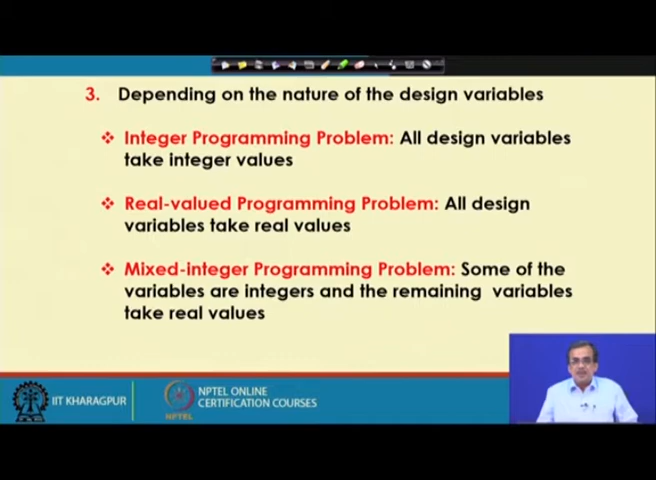 3. Depending on the nature of the design variables
❖ Integer Programming Problem: All design variables
take integer values
❖ Real-valued Programming Problem: All design
variables take real values
❖ Mixed-integer Programming Problem: Some of the
variables are integers and the remaining variables
take real values
IIT KHARAGPUR
NPTEL
NPTEL ONLINE
CERTIFICATION COURSES